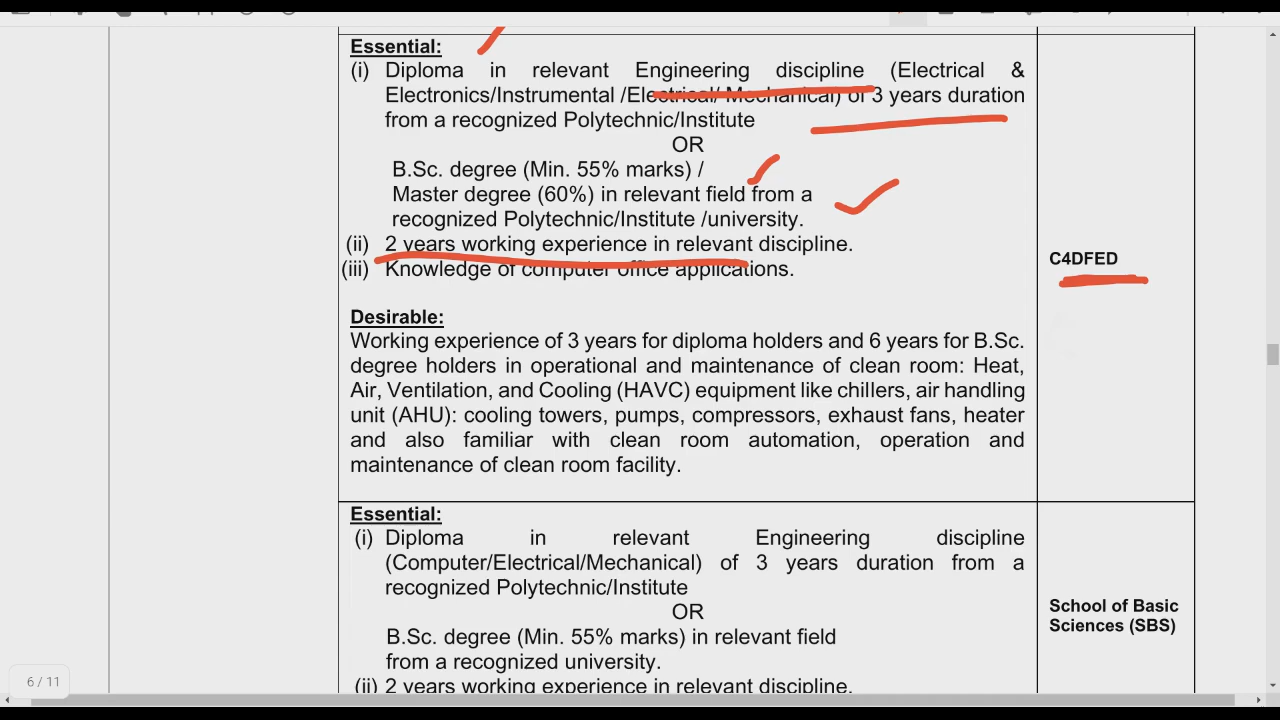 Essential:
(i) Diploma in relevant Engineering discipline (Electrical &
Electronics/Instrumental /Electrical/ Mechanical) of 3 years duration
from a recognized Polytechnic/Institute
OR
B.Sc. degree (Min. 55% marks) /
Master degree (60%) in relevant field from a
recognized Polytechnic/Institute /university.
(ii) 2 years working experience in relevant discipline.
(iii) Knowledge of computer office applications.
C4DFED
Desirable:
Working experience of 3 years for diploma holders and 6 years for B.Sc.
degree holders in operational and maintenance of clean room: Heat,
Air, Ventilation, and Cooling (HAVC) equipment like chillers, air handling
unit (AHU): cooling towers, pumps, compressors, exhaust fans, heater
and also familiar with clean room automation, operation and
maintenance of clean room facility.
Essential:
(i) Diploma in relevant Engineering discipline
(Computer/Electrical/Mechanical) of 3 years duration from a
recognized Polytechnic/Institute
OR
B.Sc. degree (Min. 55% marks) in relevant field
from a recognized university.
(ii) 2 years working experience in relevant discipline.
School of Basic
Sciences (SBS)
6 / 11